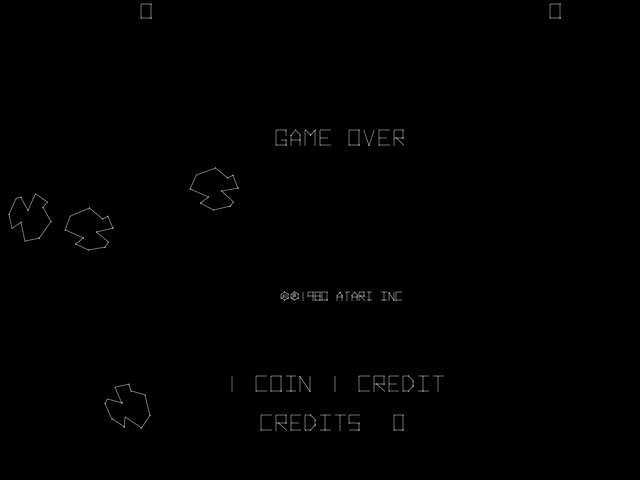 0 0
GAME OVER
©℗1980 ATARI INC
1 COIN 1 CREDIT
CREDITS 0